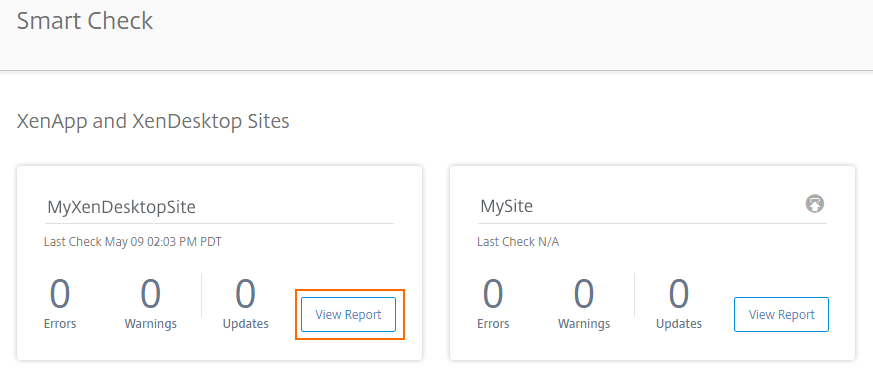 Smart Check
XenApp and XenDesktop Sites
MyXenDesktopSite
Last Check May 09 02:03 PM PDT
0 0 0
Errors Warnings Updates
View Report
MySite
Last Check N/A
0 0 0
Errors Warnings Updates
View Report